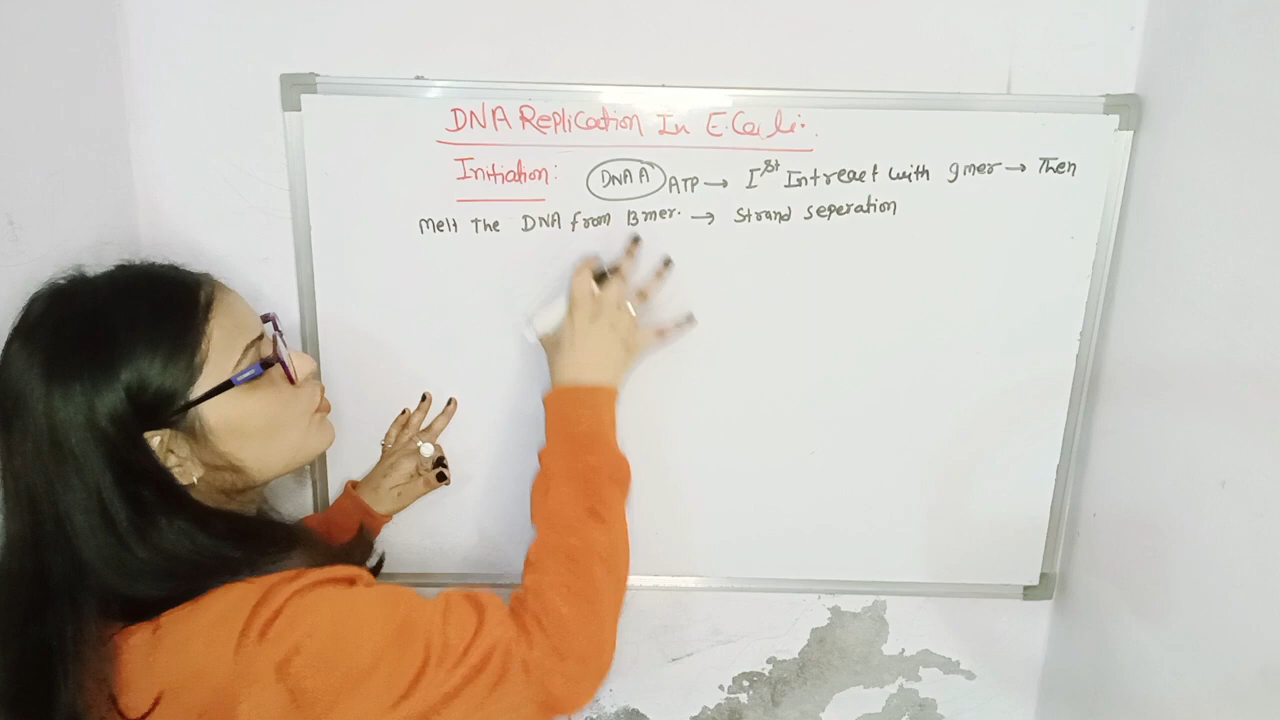 DNA Replication In E. Coli.
Initiation: DNA A ATP → Ist Intreact with 9mer → Then
Melt The DNA from 13mer. → Strand seperation